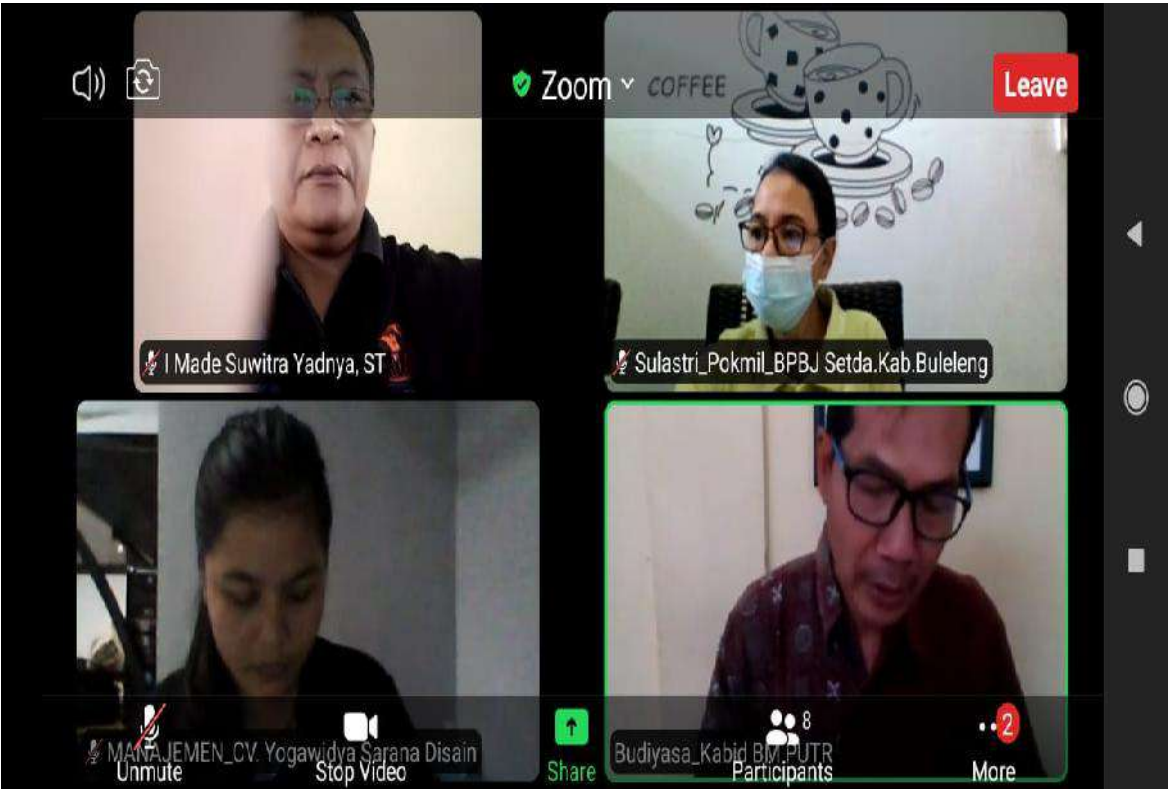 Zoom
COFFEE
Leave
I Made Suwitra Yadnya, ST
Sulastri_Pokmil_BPBJ Setda.Kab.Buleleng
MANAJEMEN_CV. Yogawidya Sarana Disain
Budiyasa_Kabid BM PUTR
8
2
Unmute
Stop Video
Share
Participants
More